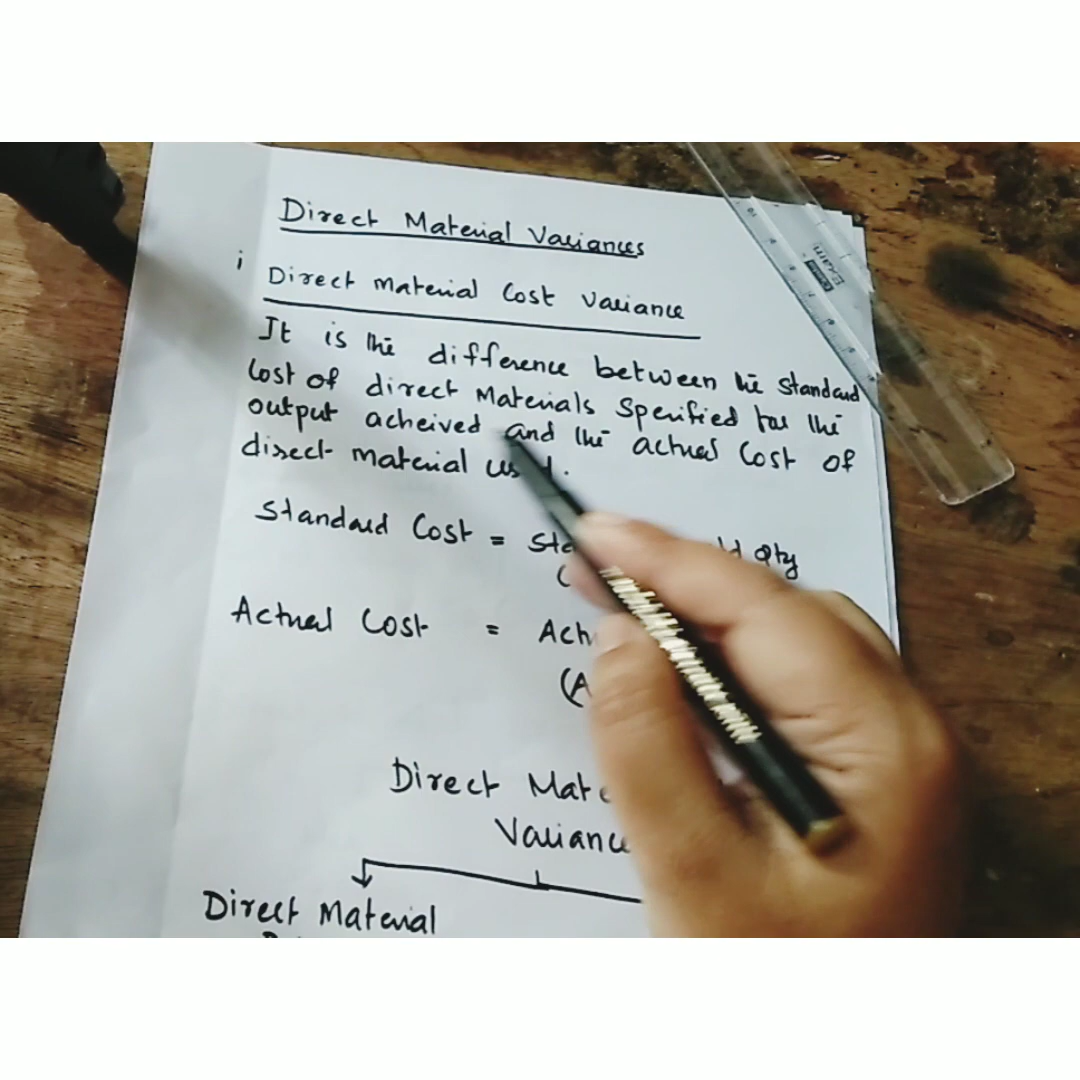 Direct Material Variances
i Direct material Cost Variance
It is the difference between the standard
Cost of direct Materials Specified for the
output acheived and the actual Cost of
direct material
Standard Cost = Qty
Actual Cost =
(A
Direct
Variance
Direct Material
Exam